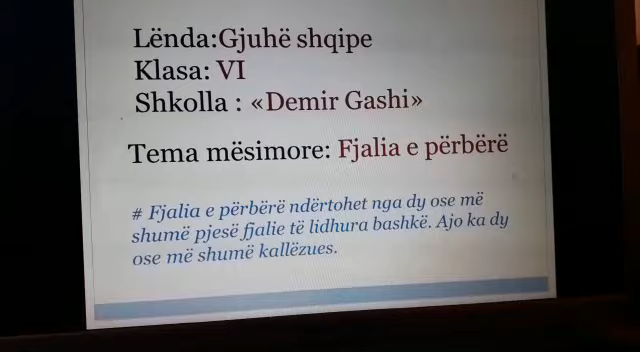 Lënda:Gjuhë shqipe
Klasa: VI
Shkolla : «Demir Gashi»
Tema mësimore: Fjalia e përbërë
# Fjalia e përbërë ndërtohet nga dy ose më
shumë pjesë fjalie të lidhura bashkë. Ajo ka dy
ose më shumë kallëzues.